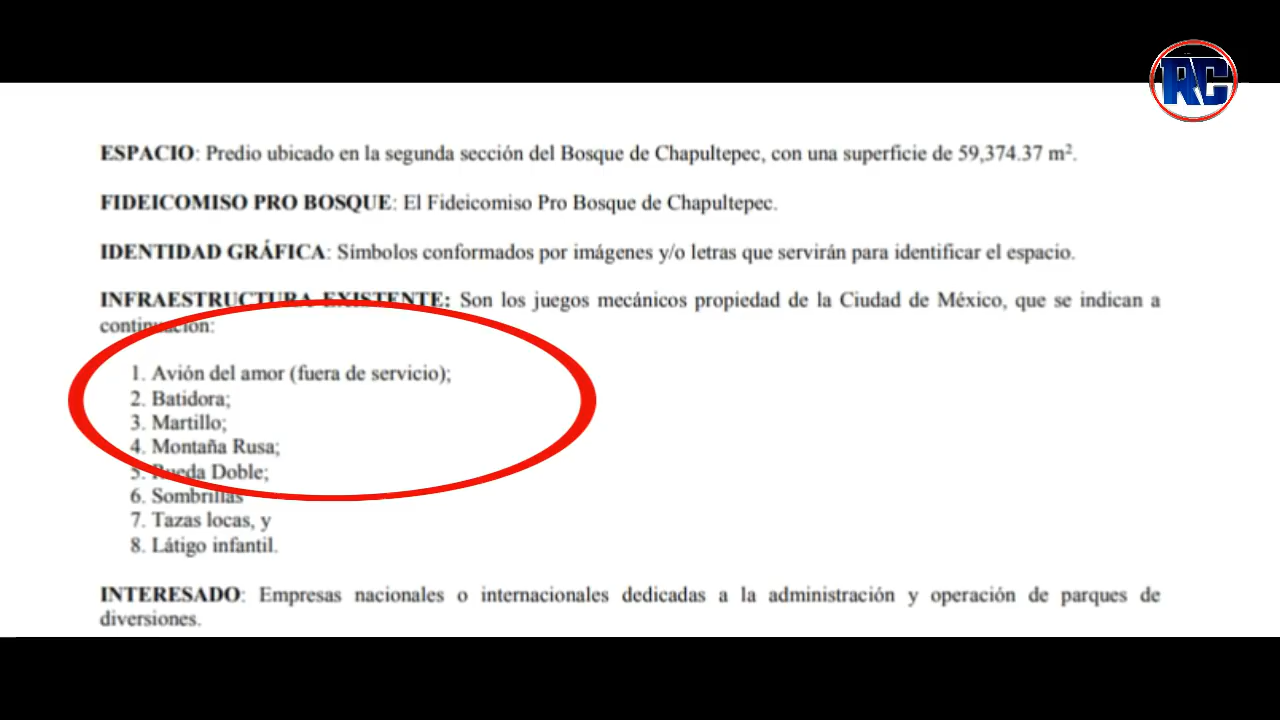 RC
ESPACIO: Predio ubicado en la segunda sección del Bosque de Chapultepec, con una superficie de 59,374.37 m².
FIDEICOMISO PRO BOSQUE: El Fideicomiso Pro Bosque de Chapultepec.
IDENTIDAD GRÁFICA: Símbolos conformados por imágenes y/o letras que servirán para identificar el espacio.
INFRAESTRUCTURA EXISTENTE: Son los juegos mecánicos propiedad de la Ciudad de México, que se indican a
continuación:
1. Avión del amor (fuera de servicio);
2. Batidora;
3. Martillo;
4. Montaña Rusa;
5. Rueda Doble;
6. Sombrillas
7. Tazas locas, y
8. Látigo infantil.
INTERESADO: Empresas nacionales o internacionales dedicadas a la administración y operación de parques de
diversiones.